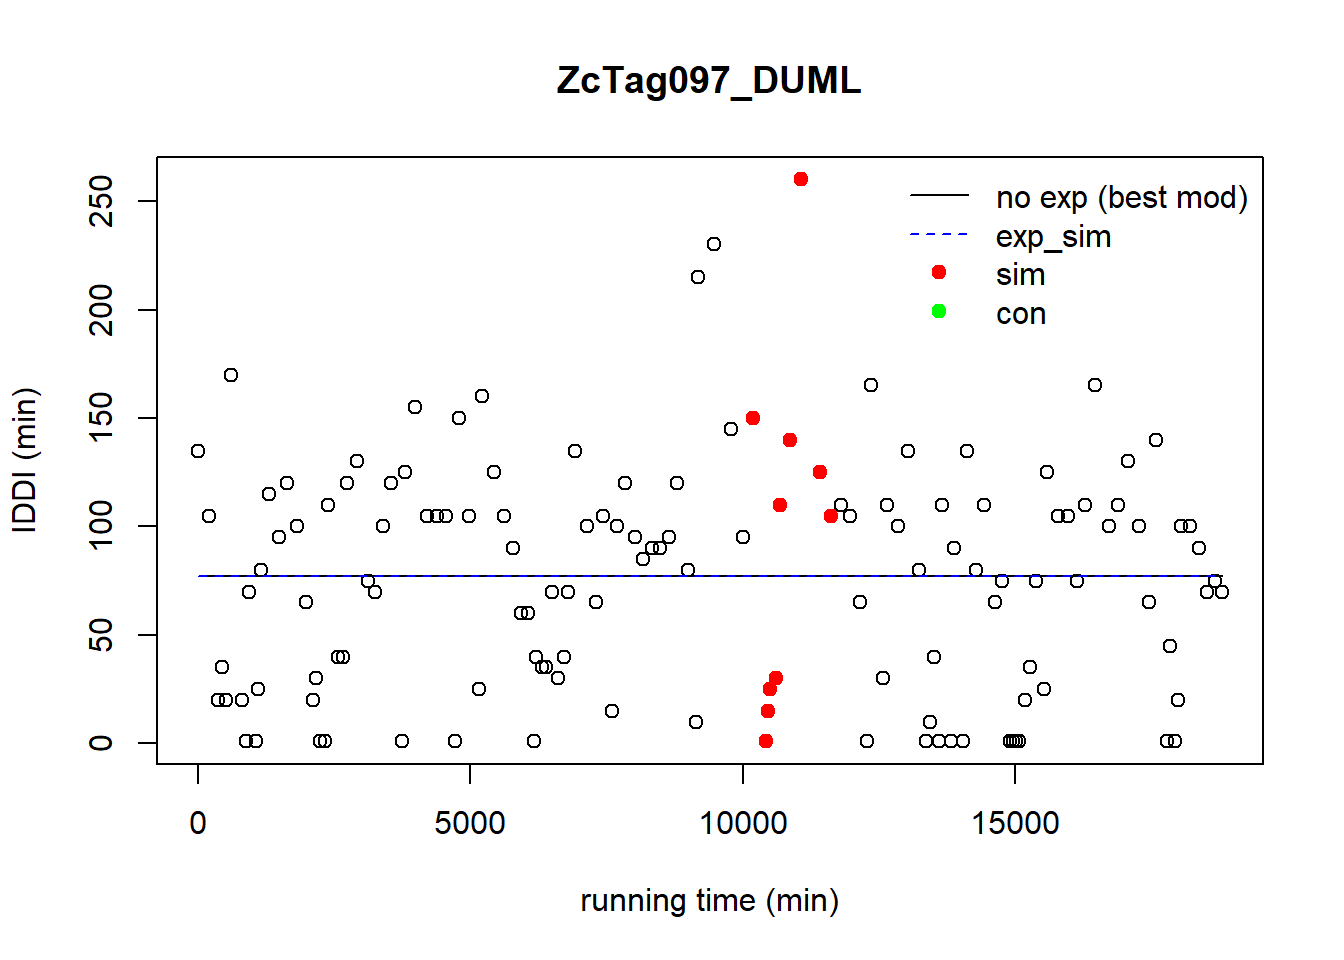 ZcTag097_DUML
IDDI (min)
250
200
150
100
50
0
no exp (best mod)
exp_sim
sim
con
0 5000 10000 15000
running time (min)